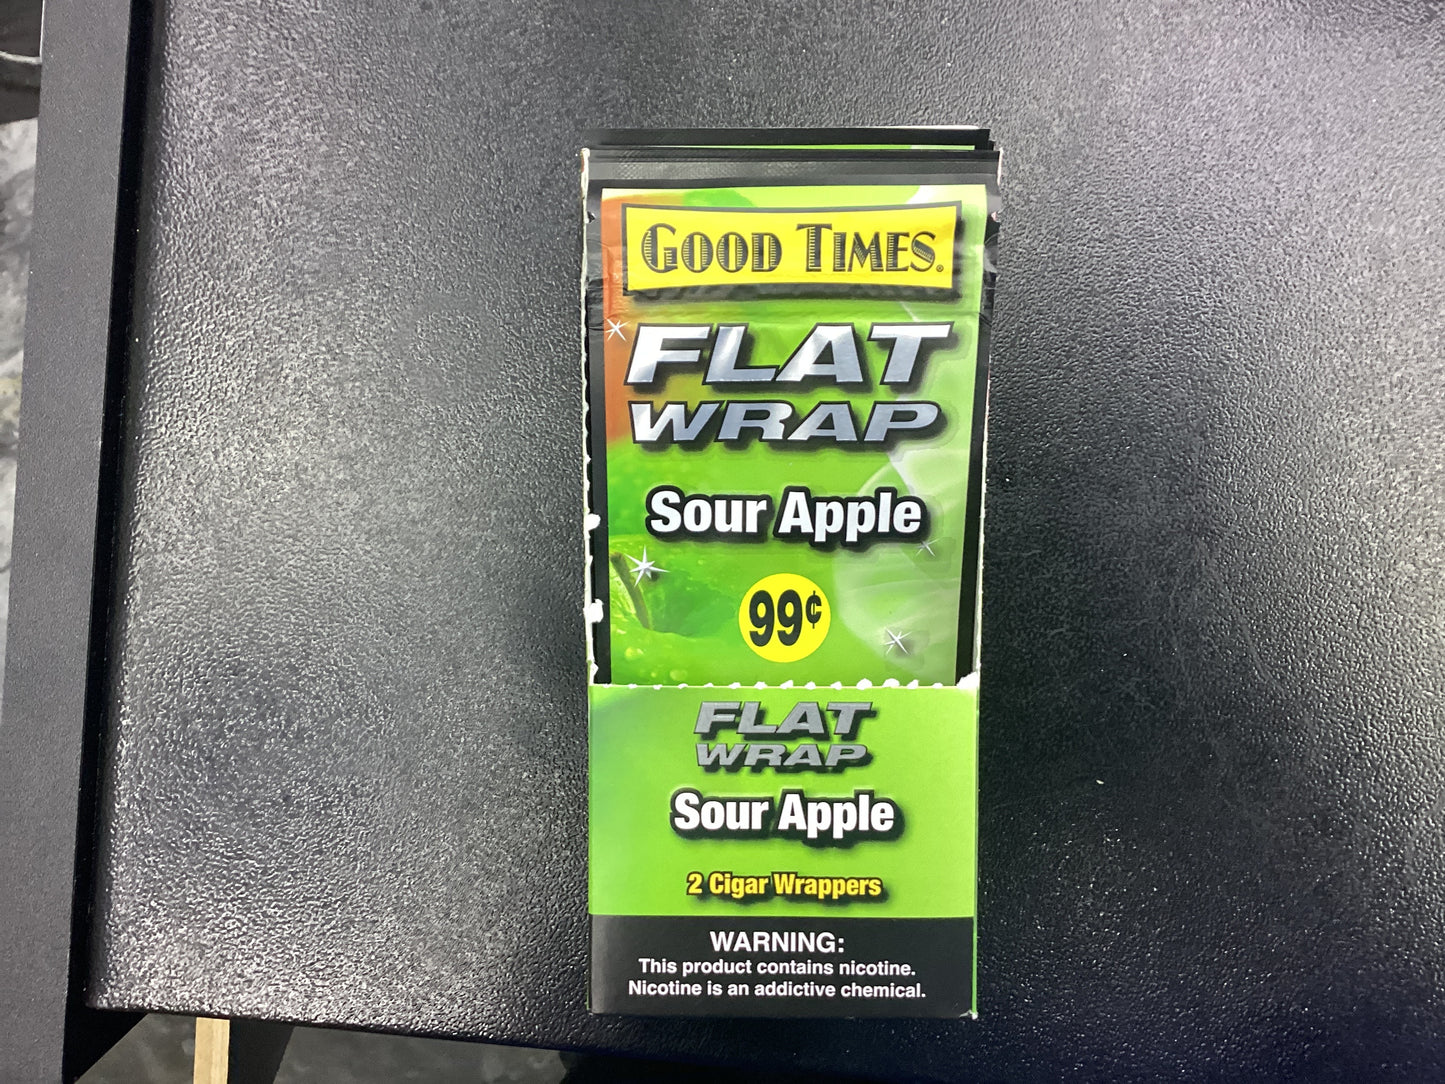 GOOD TIMES®
FLAT
WRAP
Sour Apple
99¢
FLAT
WRAP
Sour Apple
2 Cigar Wrappers
WARNING:
This product contains nicotine.
Nicotine is an addictive chemical.